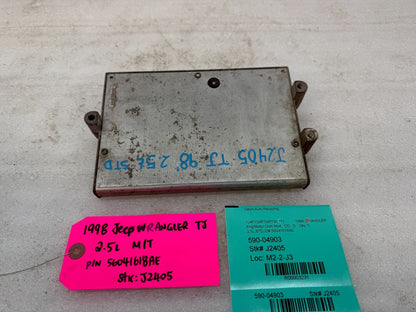 J2405 TJ 98' 2.5L STD
1998 Jeep WRANGLER TJ
2.5L M/T
P/N 56041618AE
Stk: J2405
590-04903
Stk# J2405
Loc: M2-2-J3
590-04903 Stk# J2405